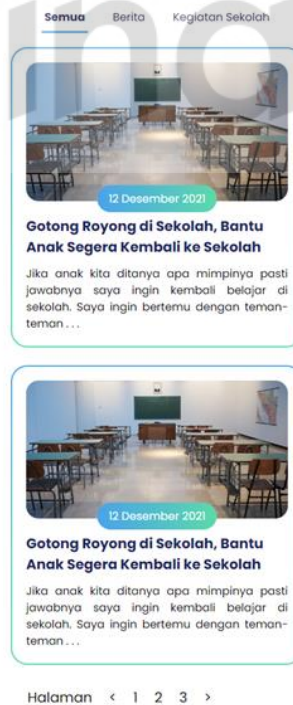 Semua Berita Kegiatan Sekolah
12 Desember 2021
Gotong Royong di Sekolah, Bantu
Anak Segera Kembali ke Sekolah
Jika anak kita ditanya apa mimpinya pasti
jawabnya saya ingin kembali belajar di
sekolah. Saya ingin bertemu dengan teman-
teman . . .
12 Desember 2021
Gotong Royong di Sekolah, Bantu
Anak Segera Kembali ke Sekolah
Jika anak kita ditanya apa mimpinya pasti
jawabnya saya ingin kembali belajar di
sekolah. Saya ingin bertemu dengan teman-
teman . . .
Halaman < 1 2 3 >